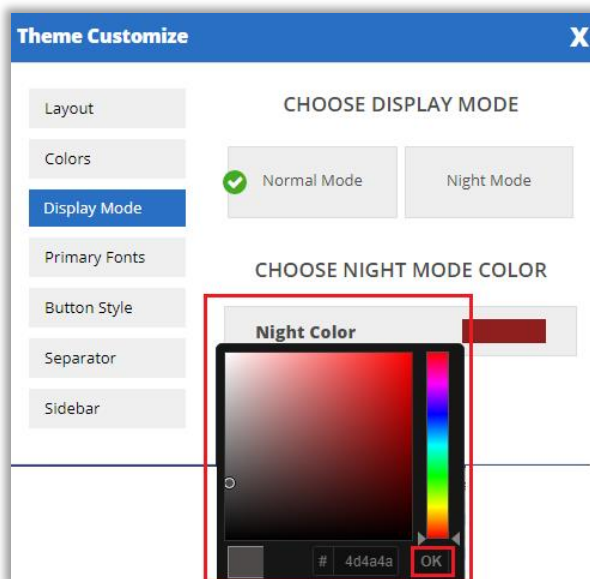 Theme Customize X
Layout
Colors
Display Mode
Primary Fonts
Button Style
Separator
Sidebar
CHOOSE DISPLAY MODE
Normal Mode
Night Mode
CHOOSE NIGHT MODE COLOR
Night Color
# 4d4a4a OK